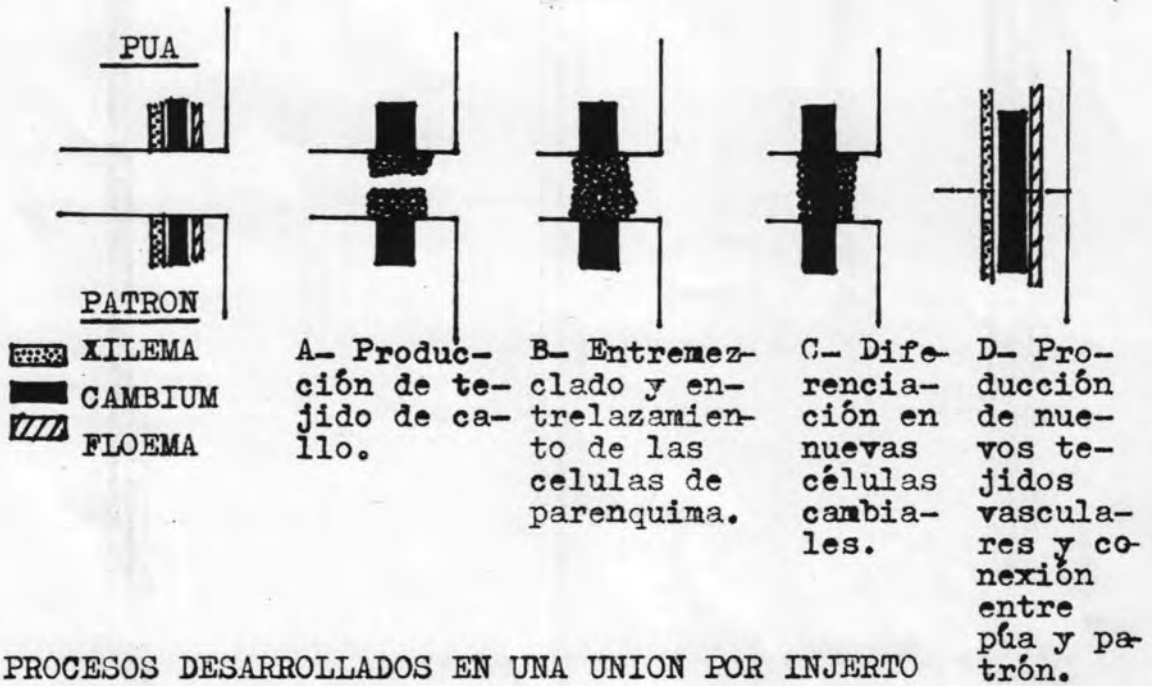 PUA
PATRON
XILEMA
CAMBIUM
FLOEMA
A- Produc-
ción de te-
jido de ca-
llo.
B- Entremez-
clado y en-
trelazamien-
to de las
celulas de
parenquima.
C- Dife-
rencia-
ción en
nuevas
células
cambia-
les.
D- Pro-
ducción
de nue-
vos te-
jidos
vascula-
res y co-
nexión
entre
púa y pa-
trón.
PROCESOS DESARROLLADOS EN UNA UNION POR INJERTO